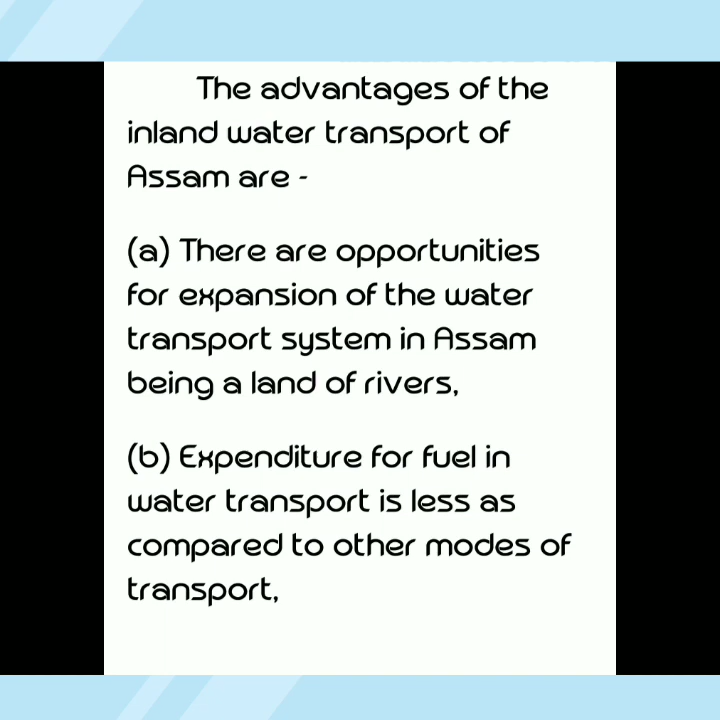 The advantages of the
inland water transport of
Assam are -
(a) There are opportunities
for expansion of the water
transport system in Assam
being a land of rivers,
(b) Expenditure for fuel in
water transport is less as
compared to other modes of
transport,